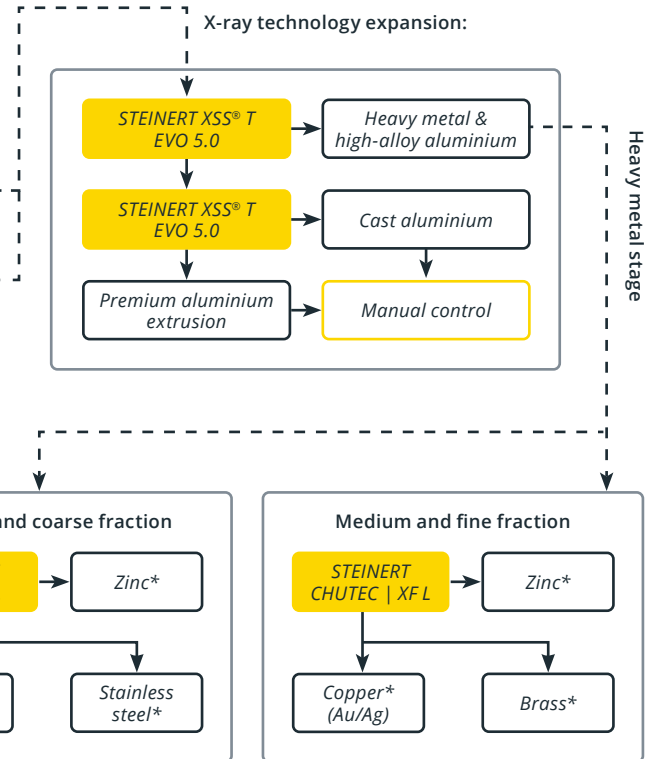 X-ray technology expansion:
STEINERT XSS® T
EVO 5.0
Heavy metal &
high-alloy aluminium
Heavy metal stage
STEINERT XSS® T
EVO 5.0
Cast aluminium
Premium aluminium
extrusion
Manual control
and coarse fraction
Zinc*
Stainless
steel*
Medium and fine fraction
STEINERT
CHUTEC | XF L
Zinc*
Copper*
(Au/Ag)
Brass*